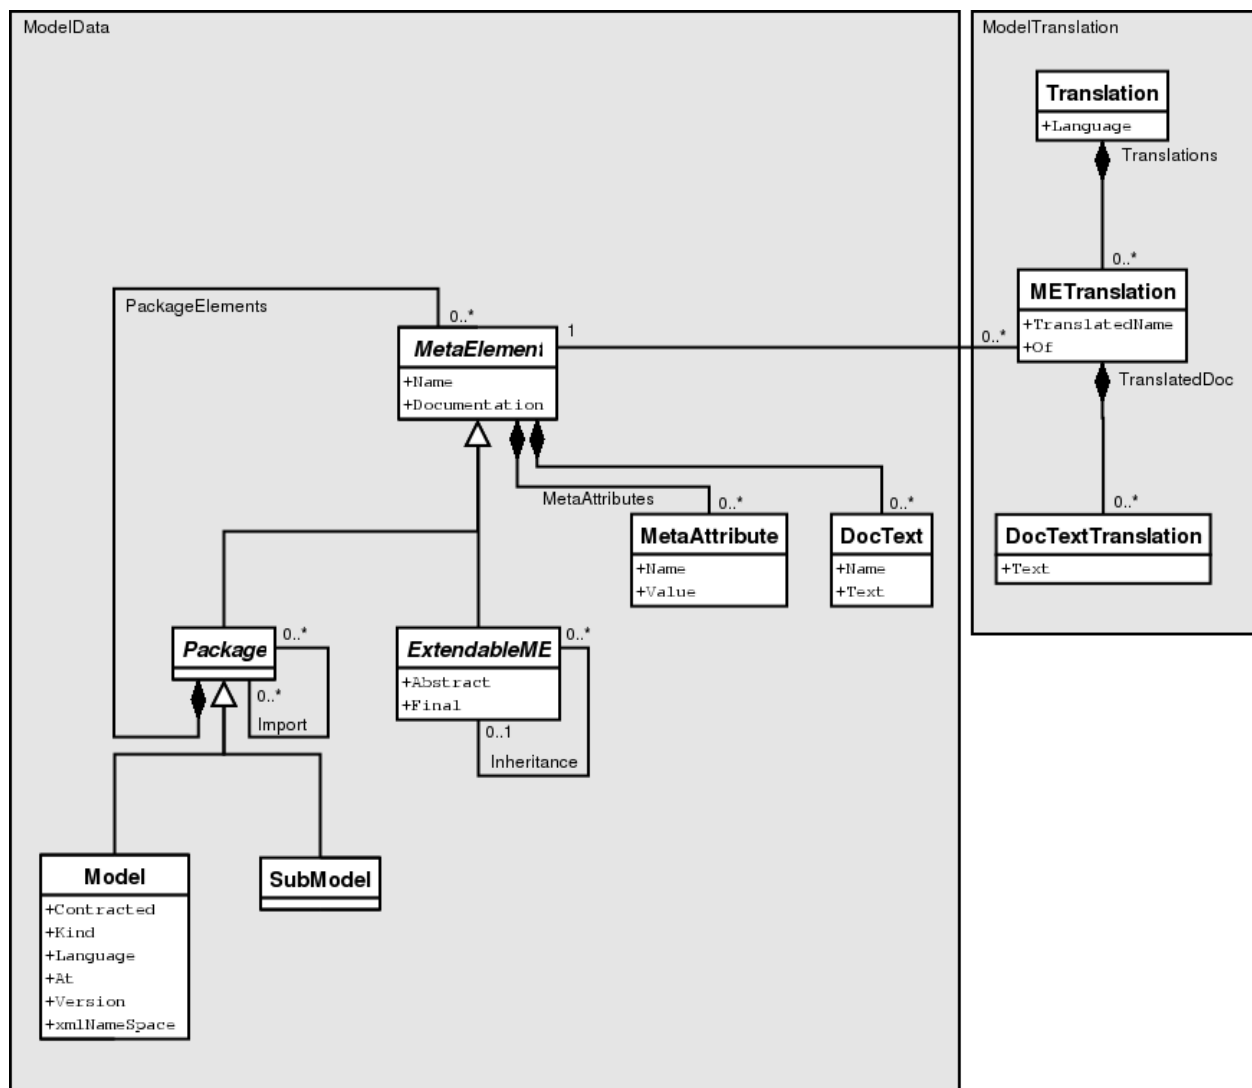 ModelData
ModelTranslation
Translation
+Language
Translations
0..*
METranslation
+TranslatedName
+Of
TranslatedDoc
0..*
DocTextTranslation
+Text
PackageElements
0..*
1
0..*
MetaElement
+Name
+Documentation
MetaAttributes
0..*
0..*
MetaAttribute
+Name
+Value
DocText
+Name
+Text
Package
0..*
0..*
Import
ExtendableME
+Abstract
+Final
0..*
0..1
Inheritance
Model
+Contracted
+Kind
+Language
+At
+Version
+xmlNameSpace
SubModel